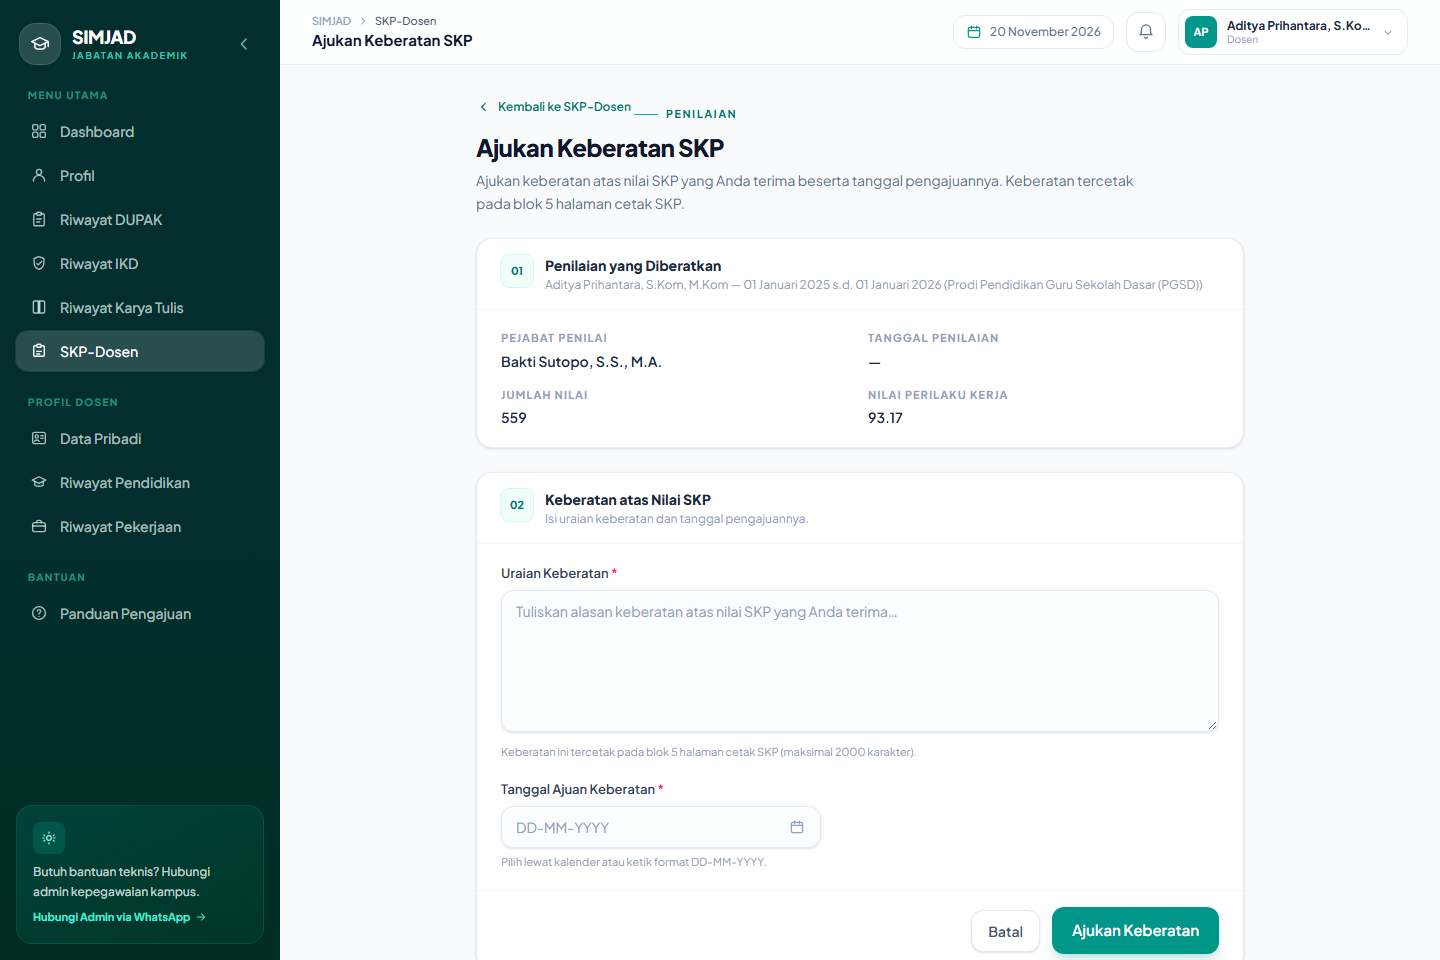 SIMJAD
JABATAN AKADEMIK
MENU UTAMA
Dashboard
Profil
Riwayat DUPAK
Riwayat IKD
Riwayat Karya Tulis
SKP-Dosen
PROFIL DOSEN
Data Pribadi
Riwayat Pendidikan
Riwayat Pekerjaan
BANTUAN
Panduan Pengajuan
Butuh bantuan teknis? Hubungi
admin kepegawaian kampus.
Hubungi Admin via WhatsApp →
SIMJAD > SKP-Dosen
Ajukan Keberatan SKP
20 November 2026
AP
Aditya Prihantara, S.Ko...
Dosen
Kembali ke SKP-Dosen
PENILAIAN
Ajukan Keberatan SKP
Ajukan keberatan atas nilai SKP yang Anda terima beserta tanggal pengajuannya. Keberatan tercetak
pada blok 5 halaman cetak SKP.
01
Penilaian yang Diberatkan
Aditya Prihantara, S.Kom, M.Kom — 01 Januari 2025 s.d. 01 Januari 2026 (Prodi Pendidikan Guru Sekolah Dasar (PGSD))
PEJABAT PENILAI
Bakti Sutopo, S.S., M.A.
TANGGAL PENILAIAN
—
JUMLAH NILAI
559
NILAI PERILAKU KERJA
93.17
02
Keberatan atas Nilai SKP
Isi uraian keberatan dan tanggal pengajuannya.
Uraian Keberatan *
Tuliskan alasan keberatan atas nilai SKP yang Anda terima...
Keberatan ini tercetak pada blok 5 halaman cetak SKP (maksimal 2000 karakter).
Tanggal Ajuan Keberatan *
DD-MM-YYYY
Pilih lewat kalender atau ketik format DD-MM-YYYY.
Batal
Ajukan Keberatan